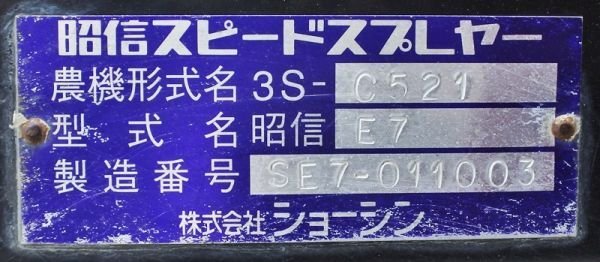 昭信スピードスプレヤー
農機形式名 3S- C521
型式名 昭信 E7
製造番号 SE7-011003
株式会社 ショーシン